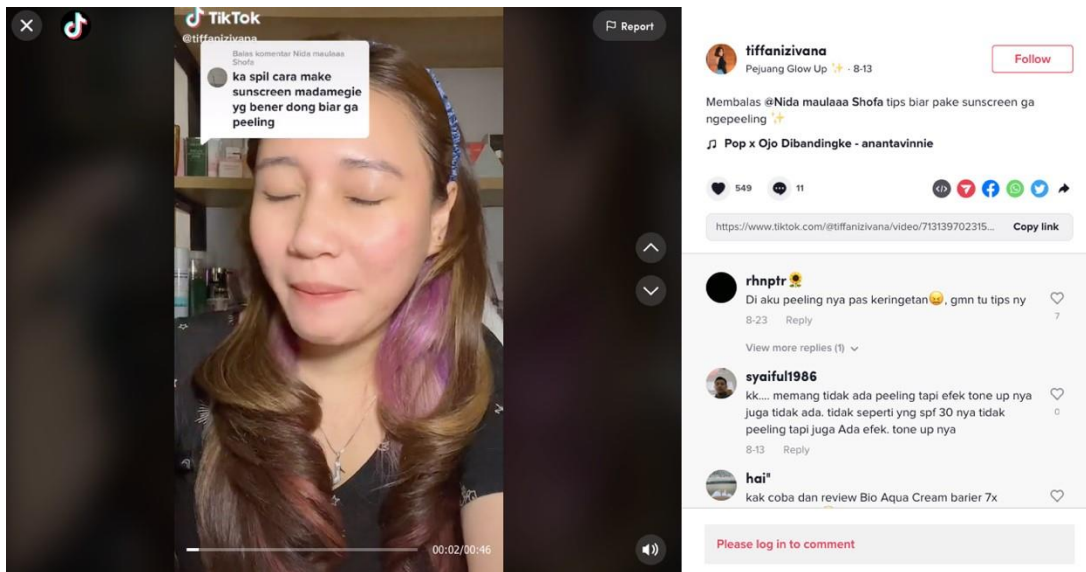 TikTok
@tiffanizivana
Report
Balas komentar Nida maulaas
Shofa
ka spil cara make
sunscreen madamegie
yg bener dong biar ga
peeling
00:02/00:46
tiffanizivana
Pejuang Glow Up ✨ · 8-13
Follow
Membalas @Nida maulaaa Shofa tips biar pake sunscreen ga
ngepeeling ✨
♫ Pop x Ojo Dibandingke - anantavinnie
549
11
https://www.tiktok.com/@tiffanizivana/video/713139702315...
Copy link
rhnptr🌻
Di aku peeling nya pas keringetan😖, gmn tu tips ny
7
8-23 Reply
View more replies (1)
syaiful1986
kk.... memang tidak ada peeling tapi efek tone up nya
juga tidak ada. tidak seperti yng spf 30 nya tidak
peeling tapi juga Ada efek. tone up nya
0
8-13 Reply
hai"
kak coba dan review Bio Aqua Cream barier 7x
Please log in to comment